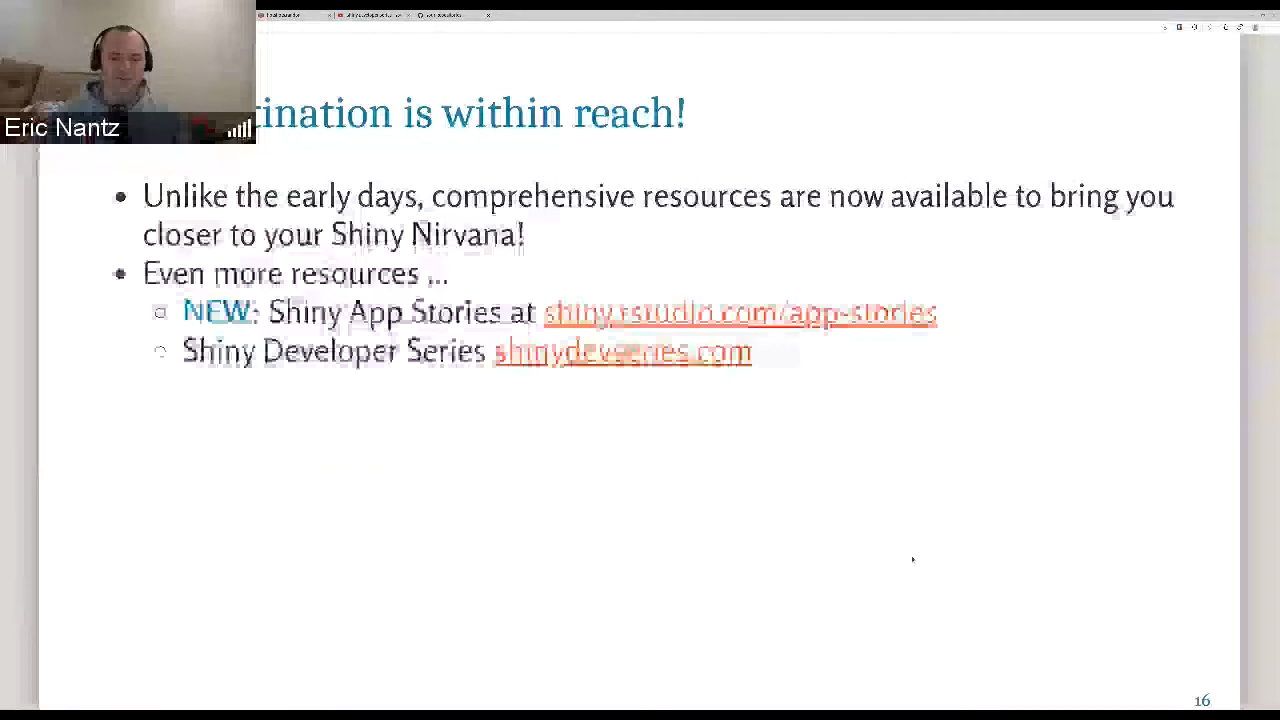 Eric Nantz
tination is within reach!
Unlike the early days, comprehensive resources are now available to bring you
closer to your Shiny Nirvana!
Even more resources ...
NEW: Shiny App Stories at shiny.rstudio.com/app-stories
Shiny Developer Series shinydevseries.com
16